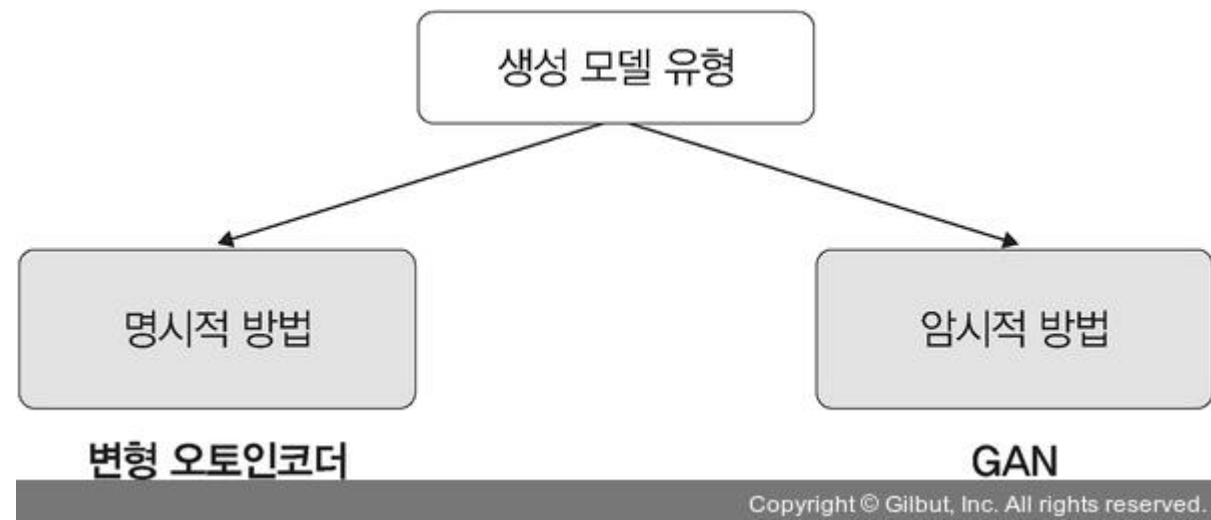 생성 모델 유형
명시적 방법
암시적 방법
변형 오토인코더
GAN
Copyright © Gilbut, Inc. All rights reserved.